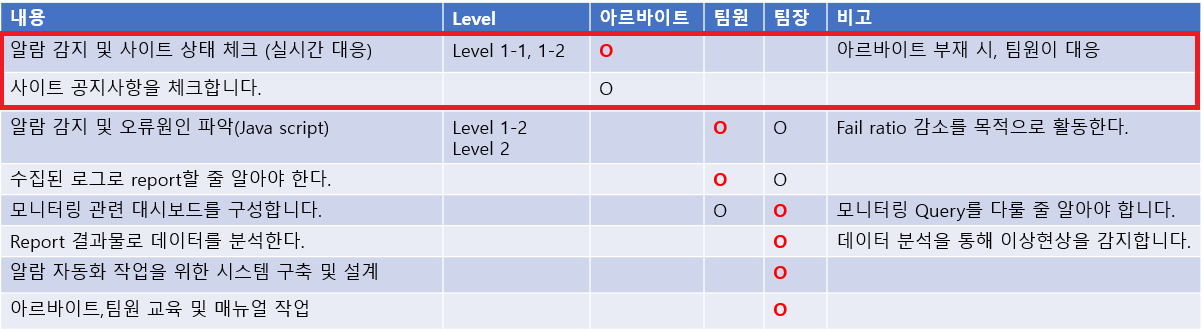 내용 Level 아르바이트 팀원 팀장 비고
알람 감지 및 사이트 상태 체크 (실시간 대응) Level 1-1, 1-2 O 아르바이트 부재 시, 팀원이 대응
사이트 공지사항을 체크합니다. O
알람 감지 및 오류원인 파악(Java script) Level 1-2 O O Fail ratio 감소를 목적으로 활동한다.
Level 2
수집된 로그로 report할 줄 알아야 한다. O O
모니터링 관련 대시보드를 구성합니다. O O 모니터링 Query를 다룰 줄 알아야 합니다.
Report 결과물로 데이터를 분석한다. O 데이터 분석을 통해 이상현상을 감지합니다.
알람 자동화 작업을 위한 시스템 구축 및 설계 O
아르바이트,팀원 교육 및 매뉴얼 작업 O